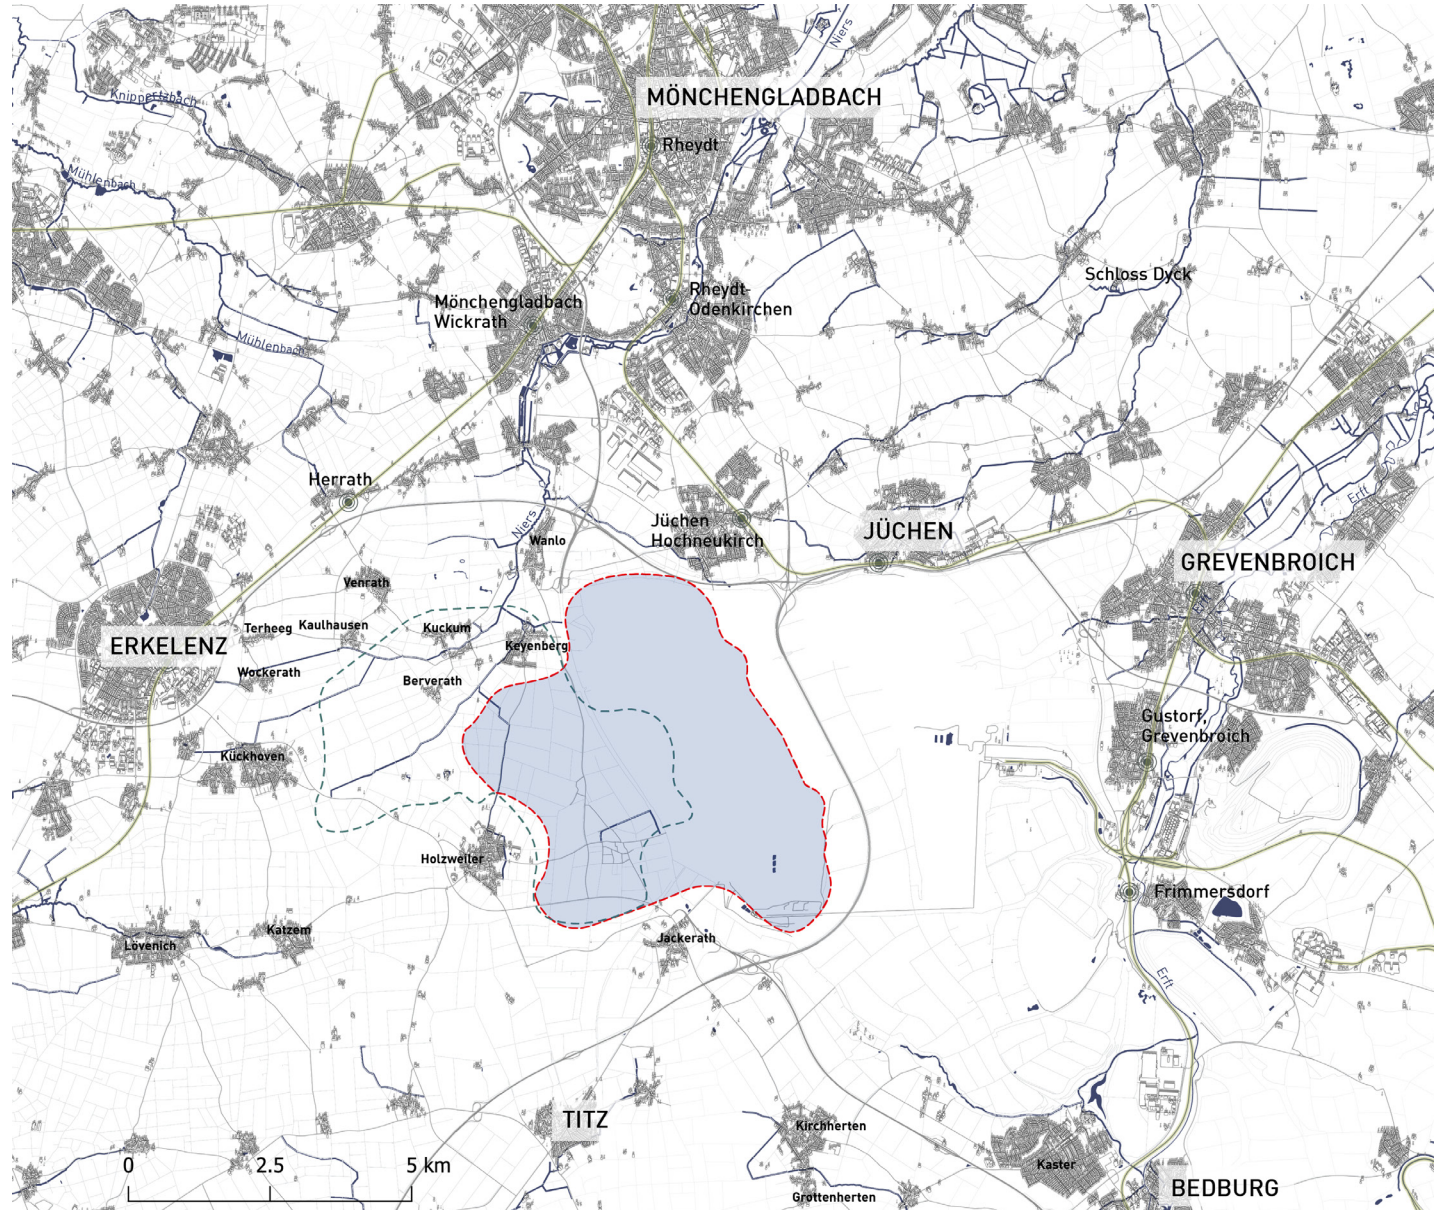 Niers
MÖNCHENGLADBACH
Knippertzbach
Rheydt
Mühlenbach
Schloss Dyck
Rheydt-
Odenkirchen
Mönchengladbach
Wickrath
Mühlenbach
Herrath
Erft
Niers
Jüchen
Hochneukirch
JÜCHEN
Wanlo
GREVENBROICH
Venrath
Erft
Terheeg
Kaulhausen
Kuckum
Keyenberg
ERKELENZ
Wockerath
Berverath
Gustorf,
Grevenbroich
Kückhoven
Holzweiler
Frimmersdorf
Katzem
Lövenich
Jackerath
Erft
TITZ
Kirchherten
Kaster
0
2.5
5 km
BEDBURG
Grottenherten